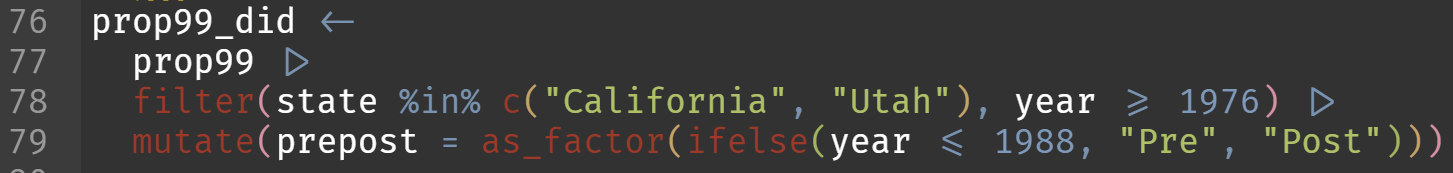 76 prop99_did <-
77   prop99 |>
78   filter(state %in% c("California", "Utah"), year >= 1976) |>
79   mutate(prepost = as_factor(ifelse(year <= 1988, "Pre", "Post")))